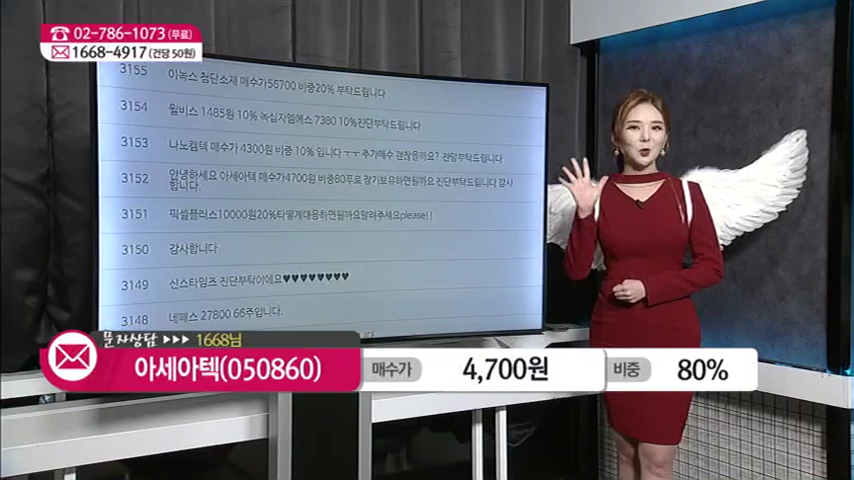 02-786-1073 (무료)
1668-4917 (건당 50원)
3155 이녹스 첨단소재 매수가56700 비중20% 부탁드립니다
3154 윌비스 1485원 10% 녹십자엠에스 7380 10%진단부탁드립니다
3153 나노캠텍 매수가 4300원 비중 10% 입니다 ㅜㅜ 추가매수 괜찮을까요? 전망부탁드립니다
3152 안녕하세요 아세아텍 매수가4700원 비중80푸로 장기보유하면될까요 진단부탁드립니다 감사
합니다.
3151 픽셀플러스10000원20%타떻게대응하면될까요알려주세요please!!
3150 감사합니다
3149 신스타임즈 진단부탁이에요♥♥♥♥♥♥♥♥
3148 네패스 27800 66주입니다.
문자상담 ▶▶▶ 1668님
아세아텍(050860) 매수가 4,700원 비중 80%